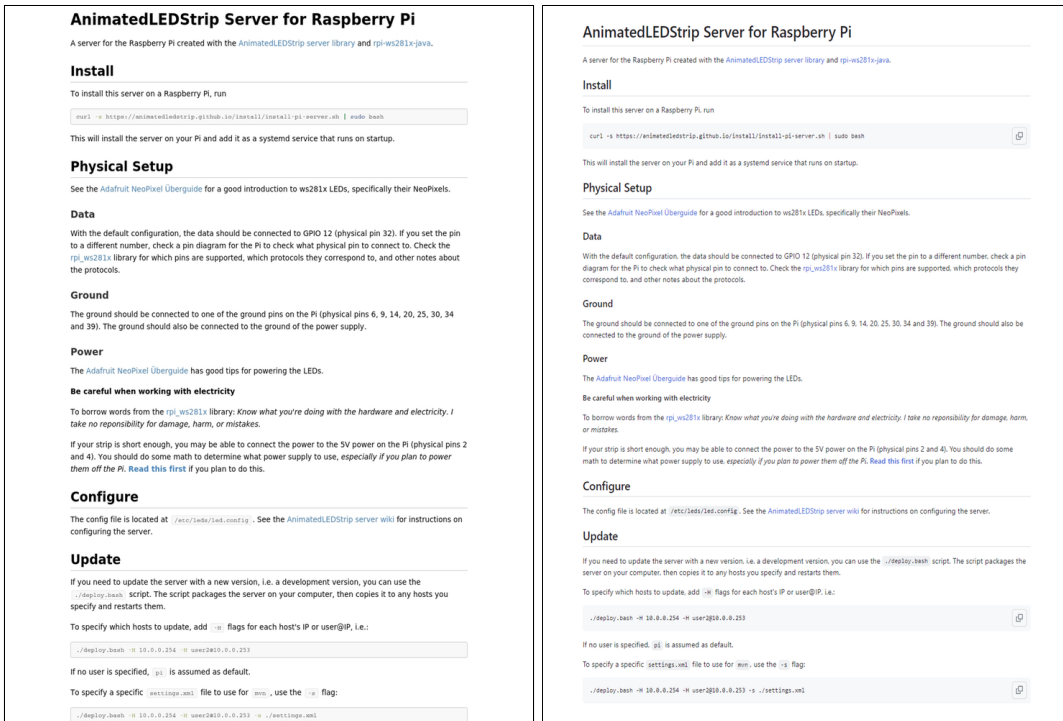 AnimatedLEDStrip Server for Raspberry Pi
A server for the Raspberry Pi created with the AnimatedLEDStrip server library and rpi-ws281x-java.
Install
To install this server on a Raspberry Pi, run
curl -s https://animatedledstrip.github.io/install/install-pi-server.sh | sudo bash
This will install the server on your Pi and add it as a systemd service that runs on startup.
Physical Setup
See the Adafruit NeoPixel Überguide for a good introduction to ws281x LEDs, specifically their NeoPixels.
Data
With the default configuration, the data should be connected to GPIO 12 (physical pin 32). If you set the pin
to a different number, check a pin diagram for the Pi to check what physical pin to connect to. Check the
rpi_ws281x library for which pins are supported, which protocols they correspond to, and other notes about
the protocols.
Ground
The ground should be connected to one of the ground pins on the Pi (physical pins 6, 9, 14, 20, 25, 30, 34
and 39). The ground should also be connected to the ground of the power supply.
Power
The Adafruit NeoPixel Überguide has good tips for powering the LEDs.
Be careful when working with electricity
To borrow words from the rpi_ws281x library: Know what you're doing with the hardware and electricity. I
take no reponsibility for damage, harm, or mistakes.
If your strip is short enough, you may be able to connect the power to the 5V power on the Pi (physical pins 2
and 4). You should do some math to determine what power supply to use, especially if you plan to power
them off the Pi. Read this first if you plan to do this.
Configure
The config file is located at /etc/leds/led.config . See the AnimatedLEDStrip server wiki for instructions on
configuring the server.
Update
If you need to update the server with a new version, i.e. a development version, you can use the
./deploy.bash script. The script packages the server on your computer, then copies it to any hosts you
specify and restarts them.
To specify which hosts to update, add -H flags for each host's IP or user@IP, i.e.:
./deploy.bash -H 10.0.0.254 -H user2@10.0.0.253
If no user is specified, pi is assumed as default.
To specify a specific settings.xml file to use for mvn , use the -s flag:
./deploy.bash -H 10.0.0.254 -H user2@10.0.0.253 -s ./settings.xml
AnimatedLEDStrip Server for Raspberry Pi
A server for the Raspberry Pi created with the AnimatedLEDStrip server library and rpi-ws281x-java.
Install
To install this server on a Raspberry Pi, run
curl -s https://animatedledstrip.github.io/install/install-pi-server.sh | sudo bash
This will install the server on your Pi and add it as a systemd service that runs on startup.
Physical Setup
See the Adafruit NeoPixel Überguide for a good introduction to ws281x LEDs, specifically their NeoPixels.
Data
With the default configuration, the data should be connected to GPIO 12 (physical pin 32). If you set the pin to a different number, check a pin
diagram for the Pi to check what physical pin to connect to. Check the rpi_ws281x library for which pins are supported, which protocols they
correspond to, and other notes about the protocols.
Ground
The ground should be connected to one of the ground pins on the Pi (physical pins 6, 9, 14, 20, 25, 30, 34 and 39). The ground should also be
connected to the ground of the power supply.
Power
The Adafruit NeoPixel Überguide has good tips for powering the LEDs.
Be careful when working with electricity
To borrow words from the rpi_ws281x library: Know what you're doing with the hardware and electricity. I take no reponsibility for damage, harm,
or mistakes.
If your strip is short enough, you may be able to connect the power to the 5V power on the Pi (physical pins 2 and 4). You should do some
math to determine what power supply to use, especially if you plan to power them off the Pi. Read this first if you plan to do this.
Configure
The config file is located at /etc/leds/led.config . See the AnimatedLEDStrip server wiki for instructions on configuring the server.
Update
If you need to update the server with a new version, i.e. a development version, you can use the ./deploy.bash script. The script packages the
server on your computer, then copies it to any hosts you specify and restarts them.
To specify which hosts to update, add -H flags for each host's IP or user@IP, i.e.:
./deploy.bash -H 10.0.0.254 -H user2@10.0.0.253
If no user is specified, pi is assumed as default.
To specify a specific settings.xml file to use for mvn , use the -s flag:
./deploy.bash -H 10.0.0.254 -H user2@10.0.0.253 -s ./settings.xml